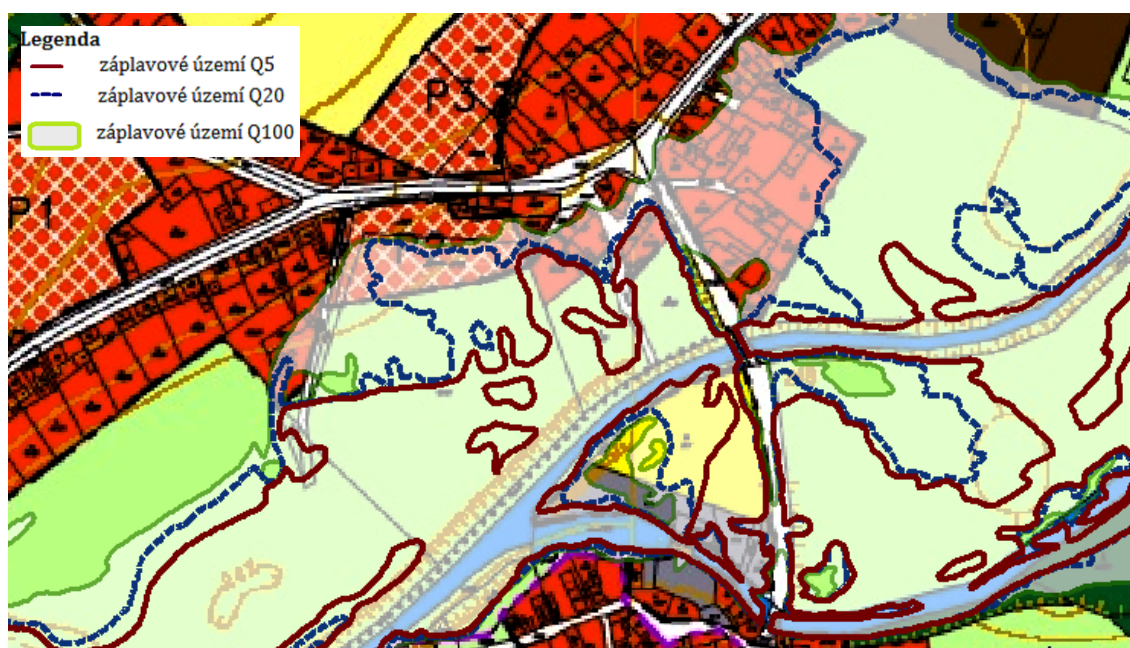 Legenda
záplavové území Q5
záplavové území Q20
záplavové území Q100
P3
P1